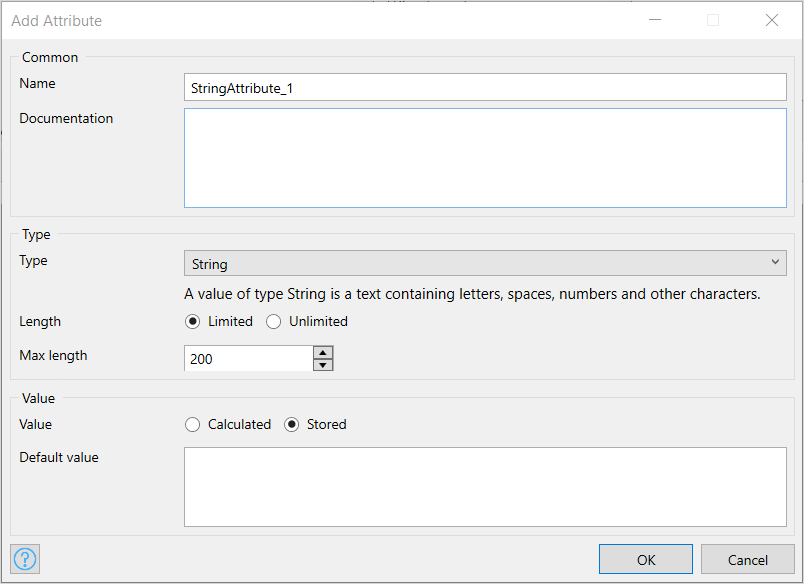 Add Attribute
Common
Name
StringAttribute_1
Documentation
Type
Type
String
A value of type String is a text containing letters, spaces, numbers and other characters.
Length
Limited Unlimited
Max length
200
Value
Value
Calculated Stored
Default value
?
OK Cancel